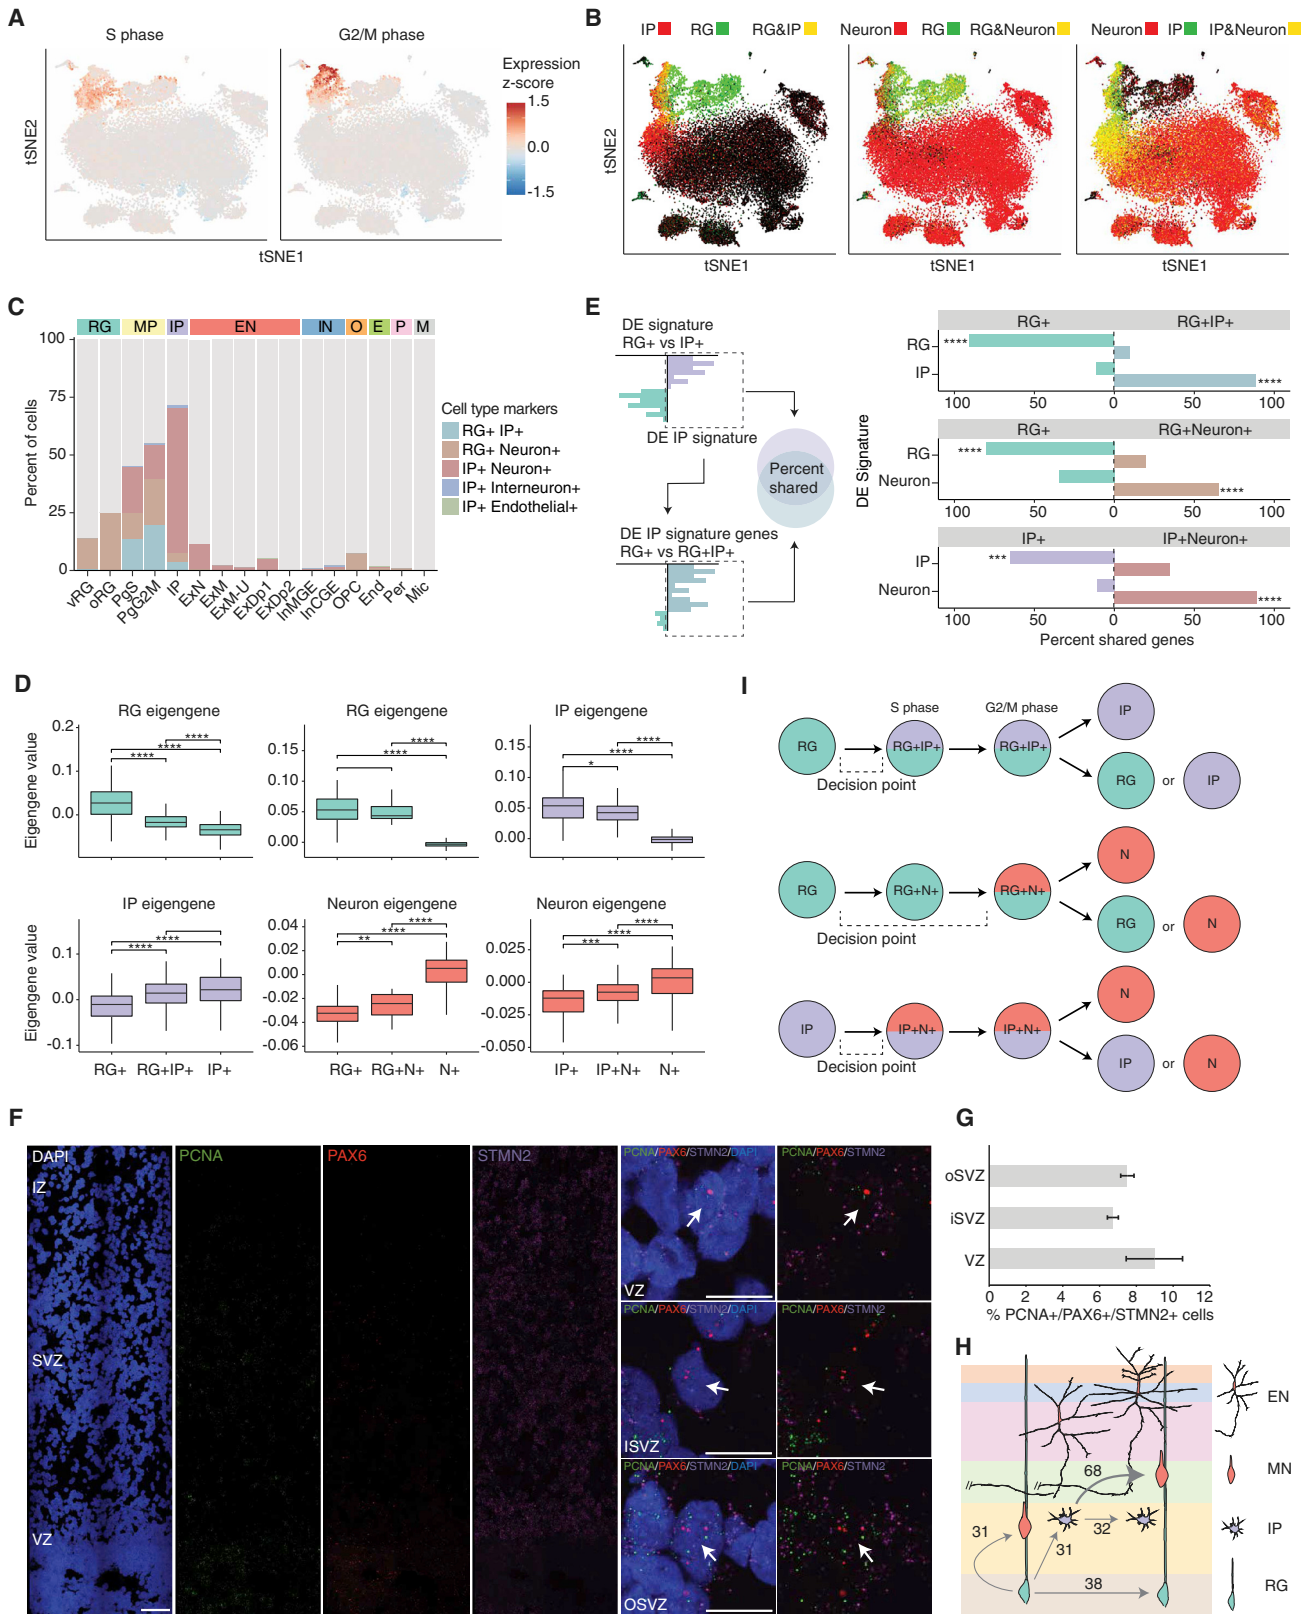 A
S phase
G2/M phase
Expression
z-score
1.5
0.0
-1.5
tSNE2
tSNE1
B
IP RG RG&IP
Neuron RG RG&Neuron
Neuron IP IP&Neuron
tSNE2
tSNE1
tSNE1
tSNE1
C
RG MP IP EN IN O E P M
100
75
50
25
0
Percent of cells
vRG oRG PgS PgG2M IP ExN ExM ExM-U ExDp1 ExDp2 InMGE InCGE OPC End Per Mic
Cell type markers
RG+ IP+
RG+ Neuron+
IP+ Neuron+
IP+ Interneuron+
IP+ Endothelial+
E
DE signature
RG+ vs IP+
DE IP signature
Percent
shared
DE IP signature genes
RG+ vs RG+IP+
DE Signature
RG+ RG+IP+
RG
IP
****
****
100 50 0 50 100
RG+ RG+Neuron+
RG
Neuron
****
****
100 50 0 50 100
IP+ IP+Neuron+
IP
Neuron
***
****
100 50 0 50 100
Percent shared genes
D
RG eigengene
Eigengene value
0.2
0.1
0.0
****
****
****
RG eigengene
0.15
0.10
0.05
0.00
****
****
IP eigengene
0.15
0.10
0.05
0.00
****
****
*
IP eigengene
Eigengene value
0.1
0.0
-0.1
****
****
RG+ RG+IP+ IP+
Neuron eigengene
0.04
0.02
0.00
-0.02
-0.04
-0.06
****
****
**
RG+ RG+N+ N+
Neuron eigengene
0.025
0.000
-0.025
-0.050
****
****
***
IP+ IP+N+ N+
I
S phase
G2/M phase
RG
RG+IP+
RG+IP+
IP
RG or IP
Decision point
RG
RG+N+
RG+N+
N
RG or N
Decision point
IP
IP+N+
IP+N+
N
IP or N
Decision point
F
DAPI
IZ
SVZ
VZ
PCNA
PAX6
STMN2
PCNA/PAX6/STMN2/DAPI
PCNA/PAX6/STMN2
VZ
PCNA/PAX6/STMN2/DAPI
PCNA/PAX6/STMN2
ISVZ
PCNA/PAX6/STMN2/DAPI
PCNA/PAX6/STMN2
OSVZ
G
oSVZ
iSVZ
VZ
0 2 4 6 8 10 12
% PCNA+/PAX6+/STMN2+ cells
H
68
31
31
32
38
EN
MN
IP
RG